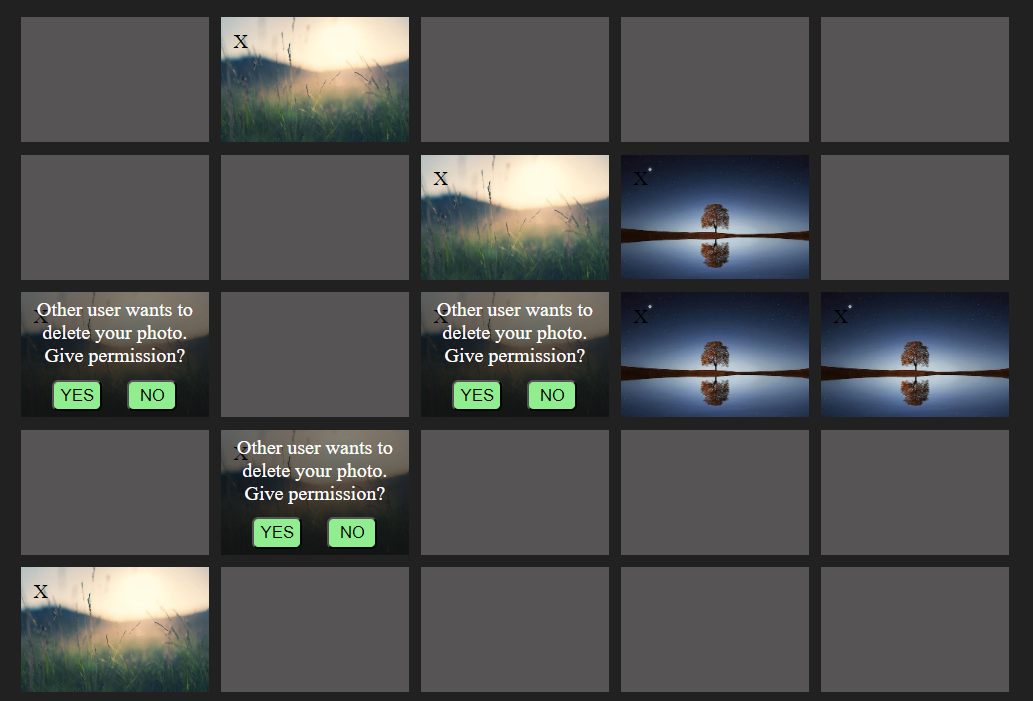 X
X
X
X
Other user wants to
delete your photo.
Give permission?
YES NO
X
Other user wants to
delete your photo.
Give permission?
YES NO
X
X
X
Other user wants to
delete your photo.
Give permission?
YES NO
X